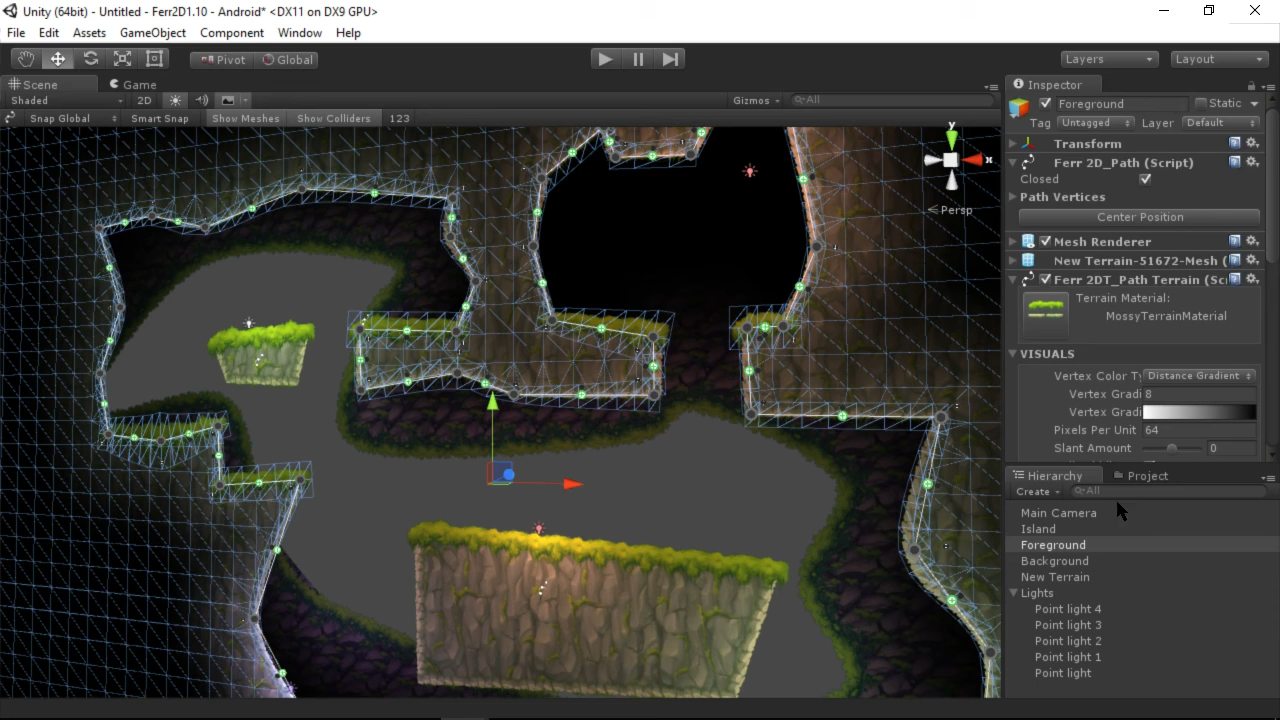 Unity (64bit) - Untitled - Ferr2D1.10 - Android* <DX11 on DX9 GPU>
File Edit Assets GameObject Component Window Help
Pivot Global Layers Layout
Scene Game
Shaded 2D Gizmos All
Snap Global Smart Snap Show Meshes Show Colliders 123
y
x
Persp
Inspector
Foreground Static
Tag Untagged Layer Default
Transform
Ferr 2D_Path (Script)
Closed
Path Vertices
Center Position
Mesh Renderer
New Terrain-51672-Mesh (
Ferr 2DT_Path Terrain (Sc
Terrain Material:
MossyTerrainMaterial
VISUALS
Vertex Color Ty Distance Gradient
Vertex Gradi 8
Vertex Gradi
Pixels Per Unit 64
Slant Amount 0
Hierarchy Project
Create All
Main Camera
Island
Foreground
Background
New Terrain
Lights
Point light 4
Point light 3
Point light 2
Point light 1
Point light